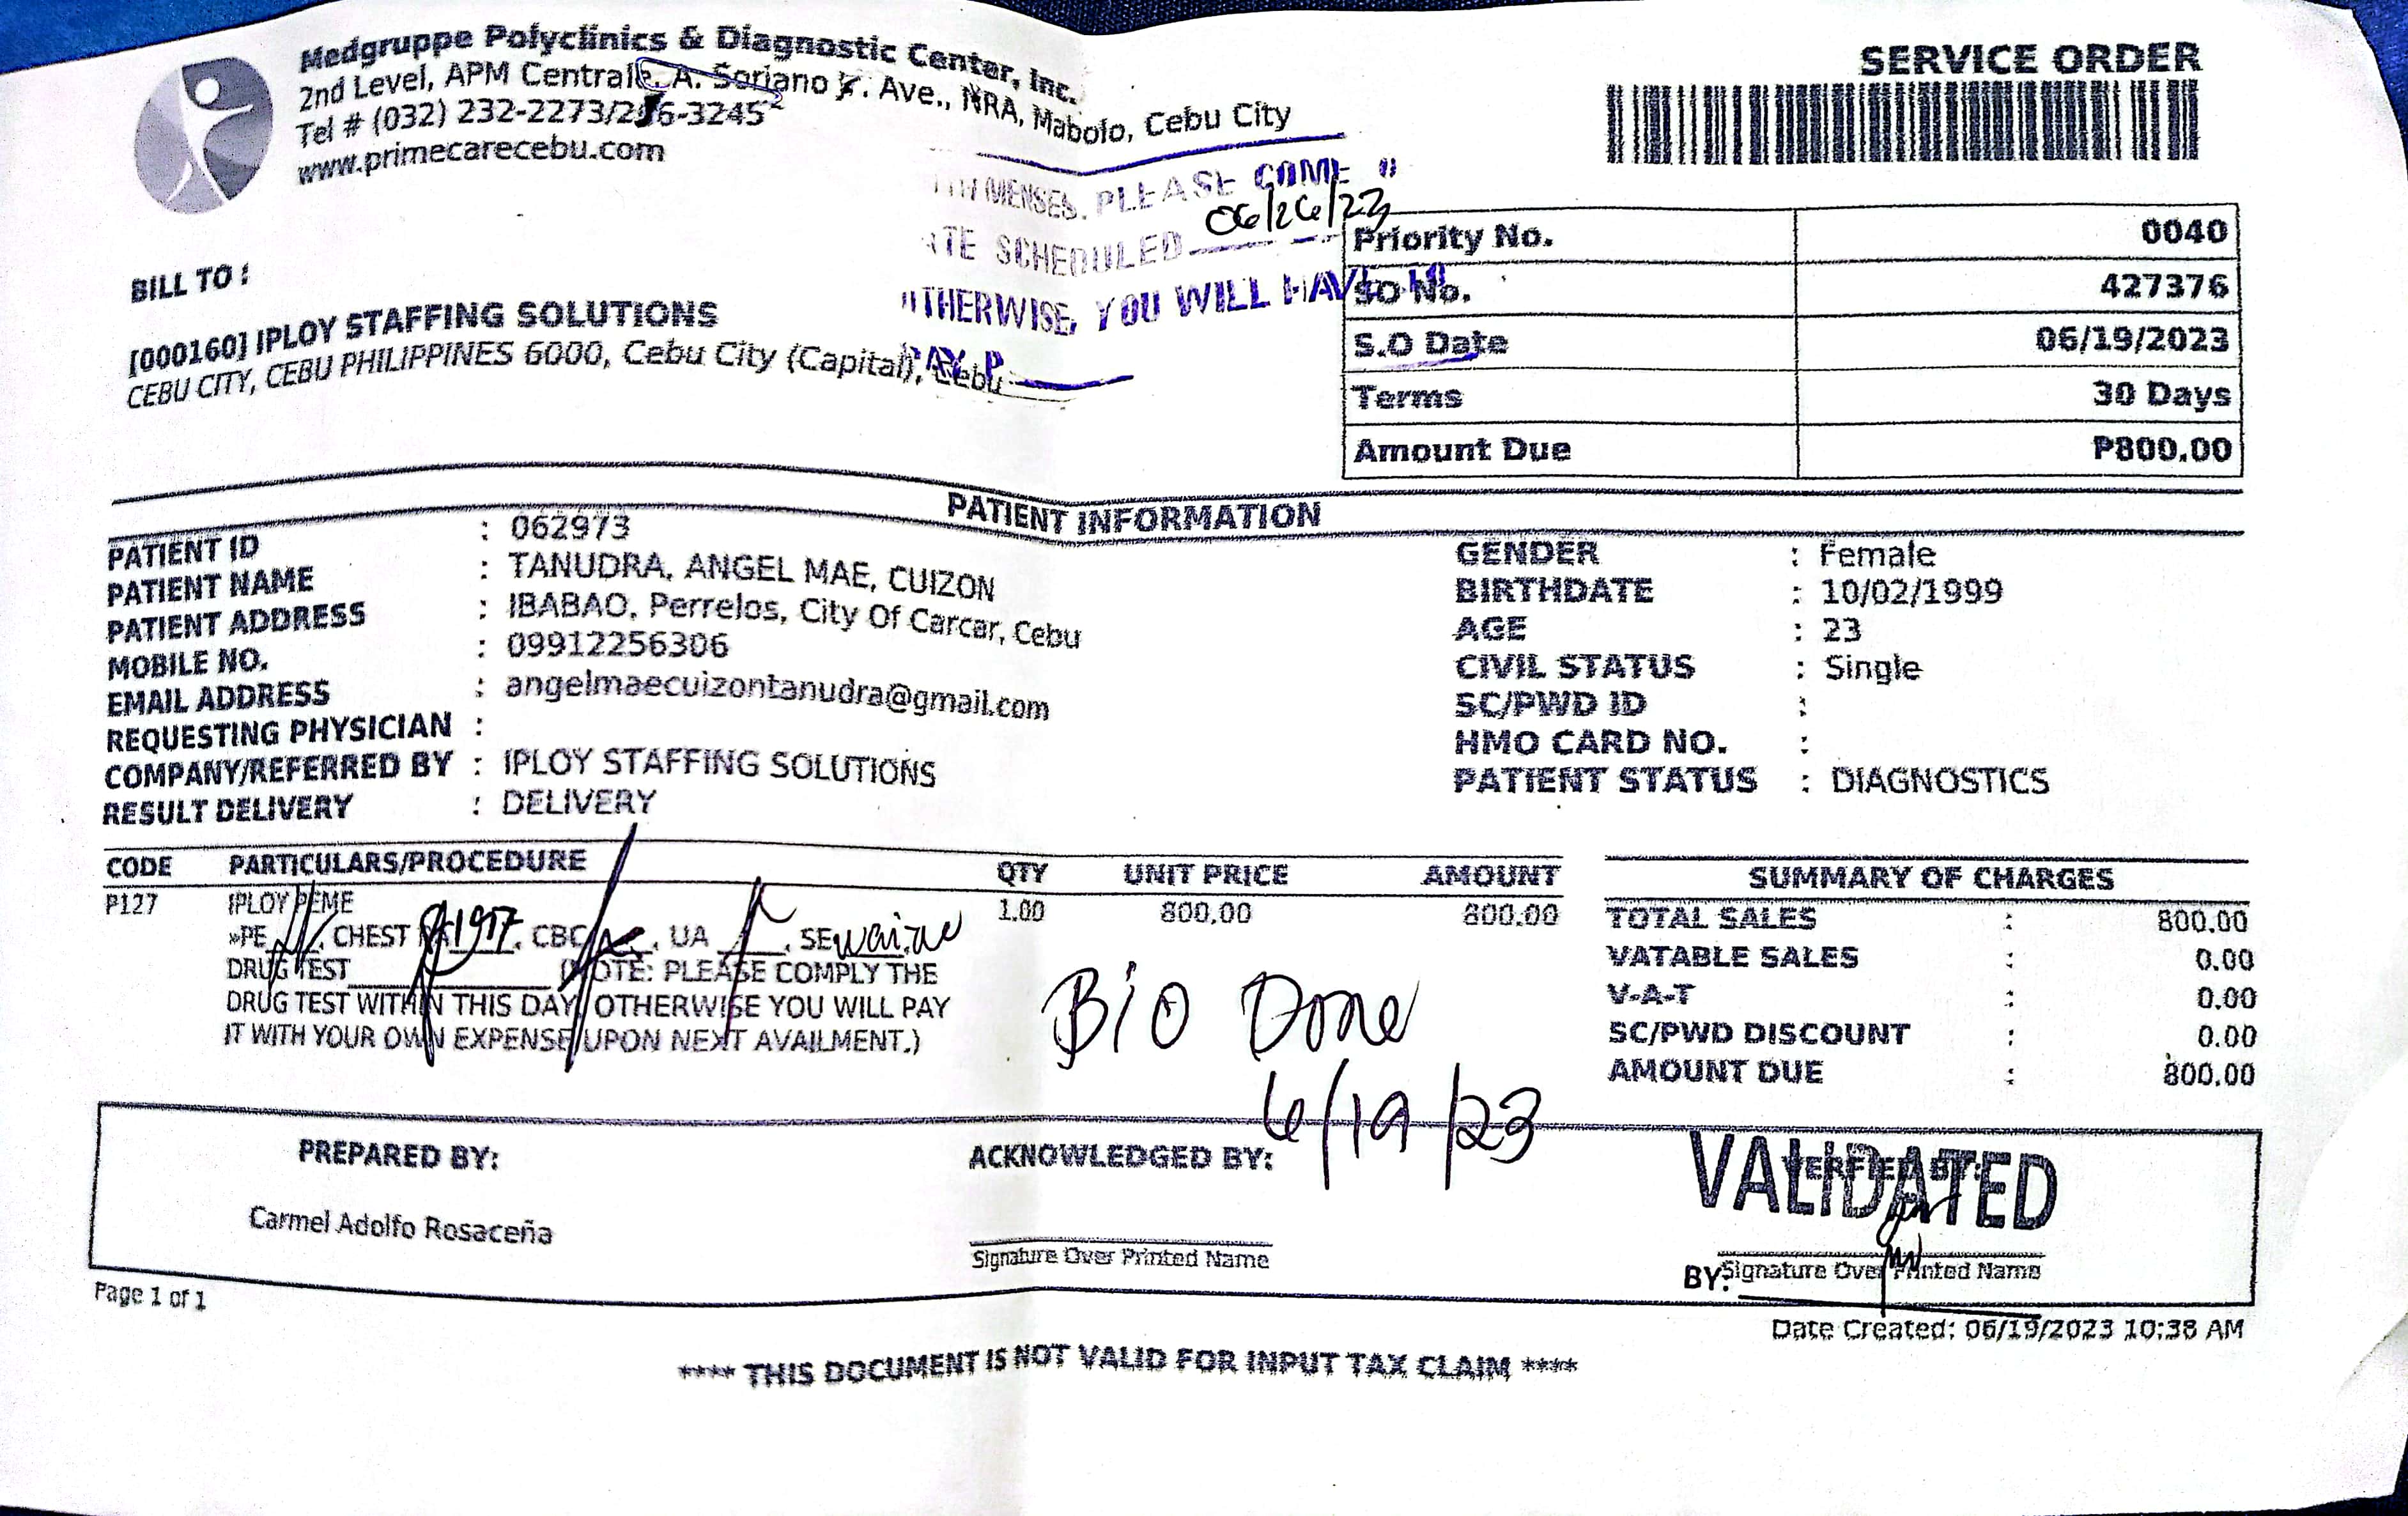 Medgruppe Polyclinics & Diagnostic Center, Inc.
2nd Level, APM Centrale, A. Soriano Ave., NRA, Mabolo, Cebu City
Tel # (032) 232-2273/
www.primecarecebu.com
SERVICE ORDER
MENSES. PLEASE COME
SCHEDULED 06/26/23
YOU WILL
BILL TO :
[000160] IPLOY STAFFING SOLUTIONS
CEBU CITY, CEBU PHILIPPINES 6000, Cebu City (Capital), Cebu
Priority No. 0040
SO No. 427376
S.O Date 06/19/2023
Terms 30 Days
Amount Due P800.00
PATIENT INFORMATION
PATIENT ID : 062973
PATIENT NAME : TANUDRA, ANGEL MAE, CUIZON
PATIENT ADDRESS : IBABAO, Perrelos, City Of Carcar, Cebu
MOBILE NO. : 09912256306
EMAIL ADDRESS : angelmaecuizontanudra@gmail.com
REQUESTING PHYSICIAN :
COMPANY/REFERRED BY : IPLOY STAFFING SOLUTIONS
RESULT DELIVERY : DELIVERY
GENDER : Female
BIRTHDATE : 10/02/1999
AGE : 23
CIVIL STATUS : Single
SC/PWD ID :
HMO CARD NO. :
PATIENT STATUS : DIAGNOSTICS
CODE PARTICULARS/PROCEDURE QTY UNIT PRICE AMOUNT
P127 IPLOY PEME 1.00 800.00 800.00
»PE , CHEST , CBC , UA , SE
DRUG TEST (NOTE: PLEASE COMPLY THE
DRUG TEST WITHIN THIS DAY, OTHERWISE YOU WILL PAY
IT WITH YOUR OWN EXPENSE UPON NEXT AVAILMENT.)
Bio Done
6/19/23
SUMMARY OF CHARGES
TOTAL SALES : 800.00
VATABLE SALES : 0.00
V-A-T : 0.00
SC/PWD DISCOUNT : 0.00
AMOUNT DUE : 800.00
PREPARED BY:
Carmel Adolfo Rosaceña
ACKNOWLEDGED BY:
Signature Over Printed Name
VALIDATED
BY:
Signature Over Printed Name
Page 1 of 1
Date Created: 06/19/2023 10:38 AM
**** THIS DOCUMENT IS NOT VALID FOR INPUT TAX CLAIM ****